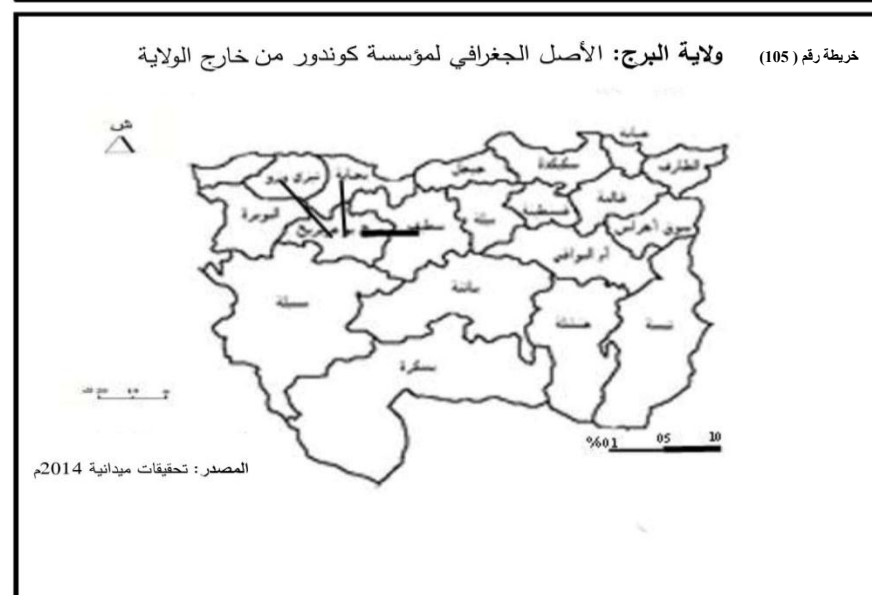 خريطة رقم ( 105)   ولاية البرج: الأصل الجغرافي لمؤسسة كوندور من خارج الولاية
ش
عنابة
الطارف
سكيكدة
جيجل
بجاية
تيزي وزو
قالمة
قسنطينة
ميلة
سطيف
البويرة
سوق أهراس
أم البواقي
باتنة
مسيلة
خنشلة
تبسة
بسكرة
%01 05 10
المصدر: تحقيقات ميدانية 2014م